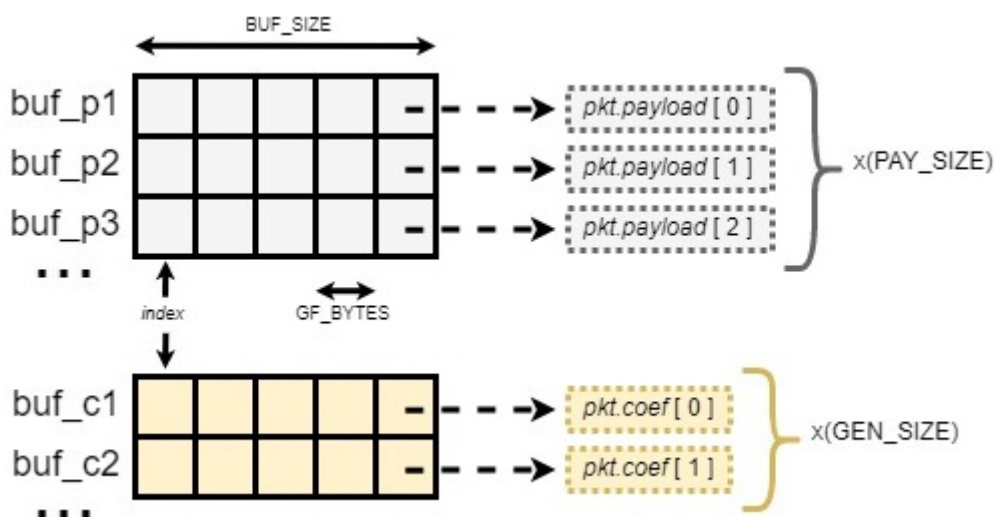 BUF_SIZE
buf_p1
pkt.payload [ 0 ]
buf_p2
pkt.payload [ 1 ]
x(PAY_SIZE)
buf_p3
pkt.payload [ 2 ]
...
index
GF_BYTES
buf_c1
pkt.coef [ 0 ]
x(GEN_SIZE)
buf_c2
pkt.coef [ 1 ]
...